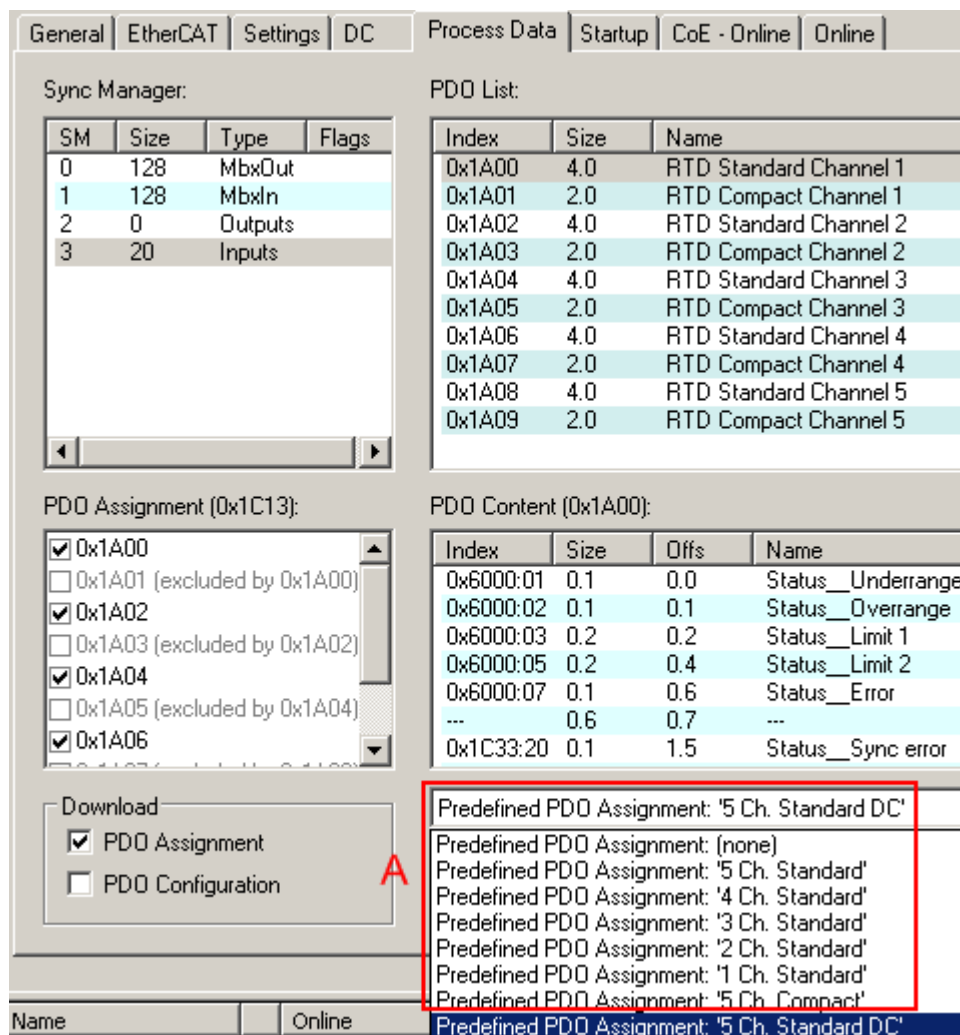 General EtherCAT Settings DC Process Data Startup CoE - Online Online
Sync Manager:
SM Size Type Flags
0 128 MbxOut
1 128 MbxIn
2 0 Outputs
3 20 Inputs
PDO List:
Index Size Name
0x1A00 4.0 RTD Standard Channel 1
0x1A01 2.0 RTD Compact Channel 1
0x1A02 4.0 RTD Standard Channel 2
0x1A03 2.0 RTD Compact Channel 2
0x1A04 4.0 RTD Standard Channel 3
0x1A05 2.0 RTD Compact Channel 3
0x1A06 4.0 RTD Standard Channel 4
0x1A07 2.0 RTD Compact Channel 4
0x1A08 4.0 RTD Standard Channel 5
0x1A09 2.0 RTD Compact Channel 5
PDO Assignment (0x1C13):
0x1A00
0x1A01 (excluded by 0x1A00)
0x1A02
0x1A03 (excluded by 0x1A02)
0x1A04
0x1A05 (excluded by 0x1A04)
0x1A06
PDO Content (0x1A00):
Index Size Offs Name
0x6000:01 0.1 0.0 Status__Underrange
0x6000:02 0.1 0.1 Status__Overrange
0x6000:03 0.2 0.2 Status__Limit 1
0x6000:05 0.2 0.4 Status__Limit 2
0x6000:07 0.1 0.6 Status__Error
--- 0.6 0.7 ---
0x1C33:20 0.1 1.5 Status__Sync error
Download
PDO Assignment
PDO Configuration
A
Predefined PDO Assignment: '5 Ch. Standard DC'
Predefined PDO Assignment: (none)
Predefined PDO Assignment: '5 Ch. Standard'
Predefined PDO Assignment: '4 Ch. Standard'
Predefined PDO Assignment: '3 Ch. Standard'
Predefined PDO Assignment: '2 Ch. Standard'
Predefined PDO Assignment: '1 Ch. Standard'
Predefined PDO Assignment: '5 Ch. Compact'
Predefined PDO Assignment: '5 Ch. Standard DC'
Name Online